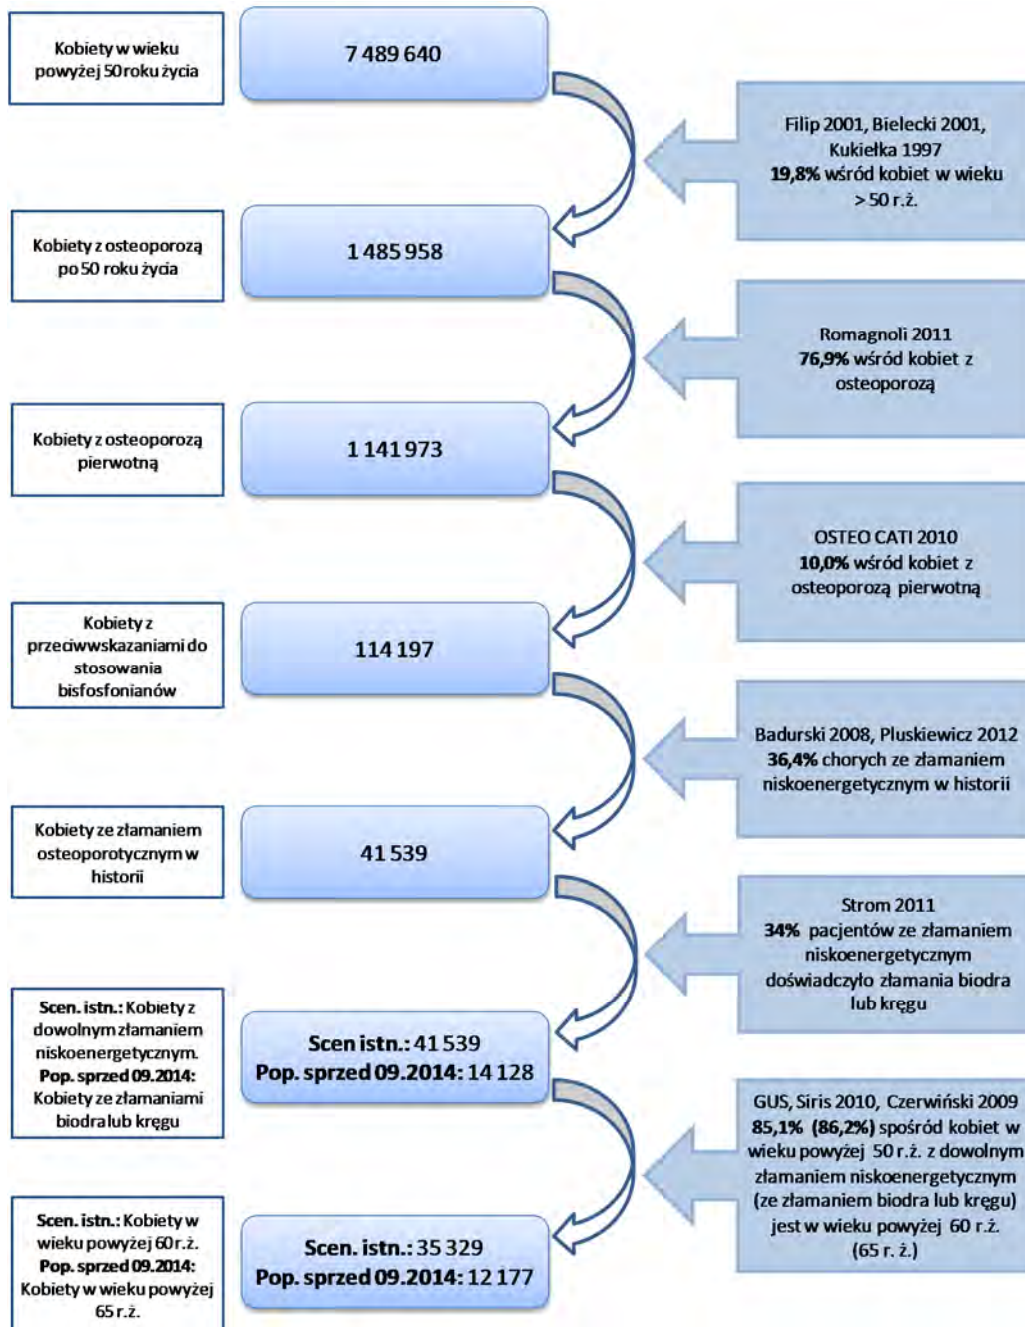 Kobiety w wieku
powyżej 50 roku życia
7 489 640
Filip 2001, Bielecki 2001,
Kukiełka 1997
19,8% wśród kobiet w wieku
> 50 r.ż.
Kobiety z osteoporozą
po 50 roku życia
1 485 958
Romagnoli 2011
76,9% wśród kobiet z
osteoporozą
Kobiety z osteoporozą
pierwotną
1 141 973
OSTEO CATI 2010
10,0% wśród kobiet z
osteoporozą pierwotną
Kobiety z
przeciwwskazaniami do
stosowania
bisfosfonianów
114 197
Badurski 2008, Pluskiewicz 2012
36,4% chorych ze złamaniem
niskoenergetycznym w historii
Kobiety ze złamaniem
osteoporotycznym w
historii
41 539
Strom 2011
34% pacjentów ze złamaniem
niskoenergetycznym
doświadczyło złamania biodra
lub kręgu
Scen. istn.: Kobiety z
dowolnym złamaniem
niskoenergetycznym.
Pop. sprzed 09.2014:
Kobiety ze złamaniami
biodra lub kręgu
Scen istn.: 41 539
Pop. sprzed 09.2014: 14 128
GUS, Siris 2010, Czerwiński 2009
85,1% (86,2%) spośród kobiet w
wieku powyżej 50 r.ż. z dowolnym
złamaniem niskoenergetycznym
(ze złamaniem biodra lub kręgu)
jest w wieku powyżej 60 r.ż.
(65 r. ż.)
Scen. istn.: Kobiety w
wieku powyżej 60 r.ż.
Pop. sprzed 09.2014:
Kobiety w wieku powyżej
65 r.ż.
Scen. istn.: 35 329
Pop. sprzed 09.2014: 12 177